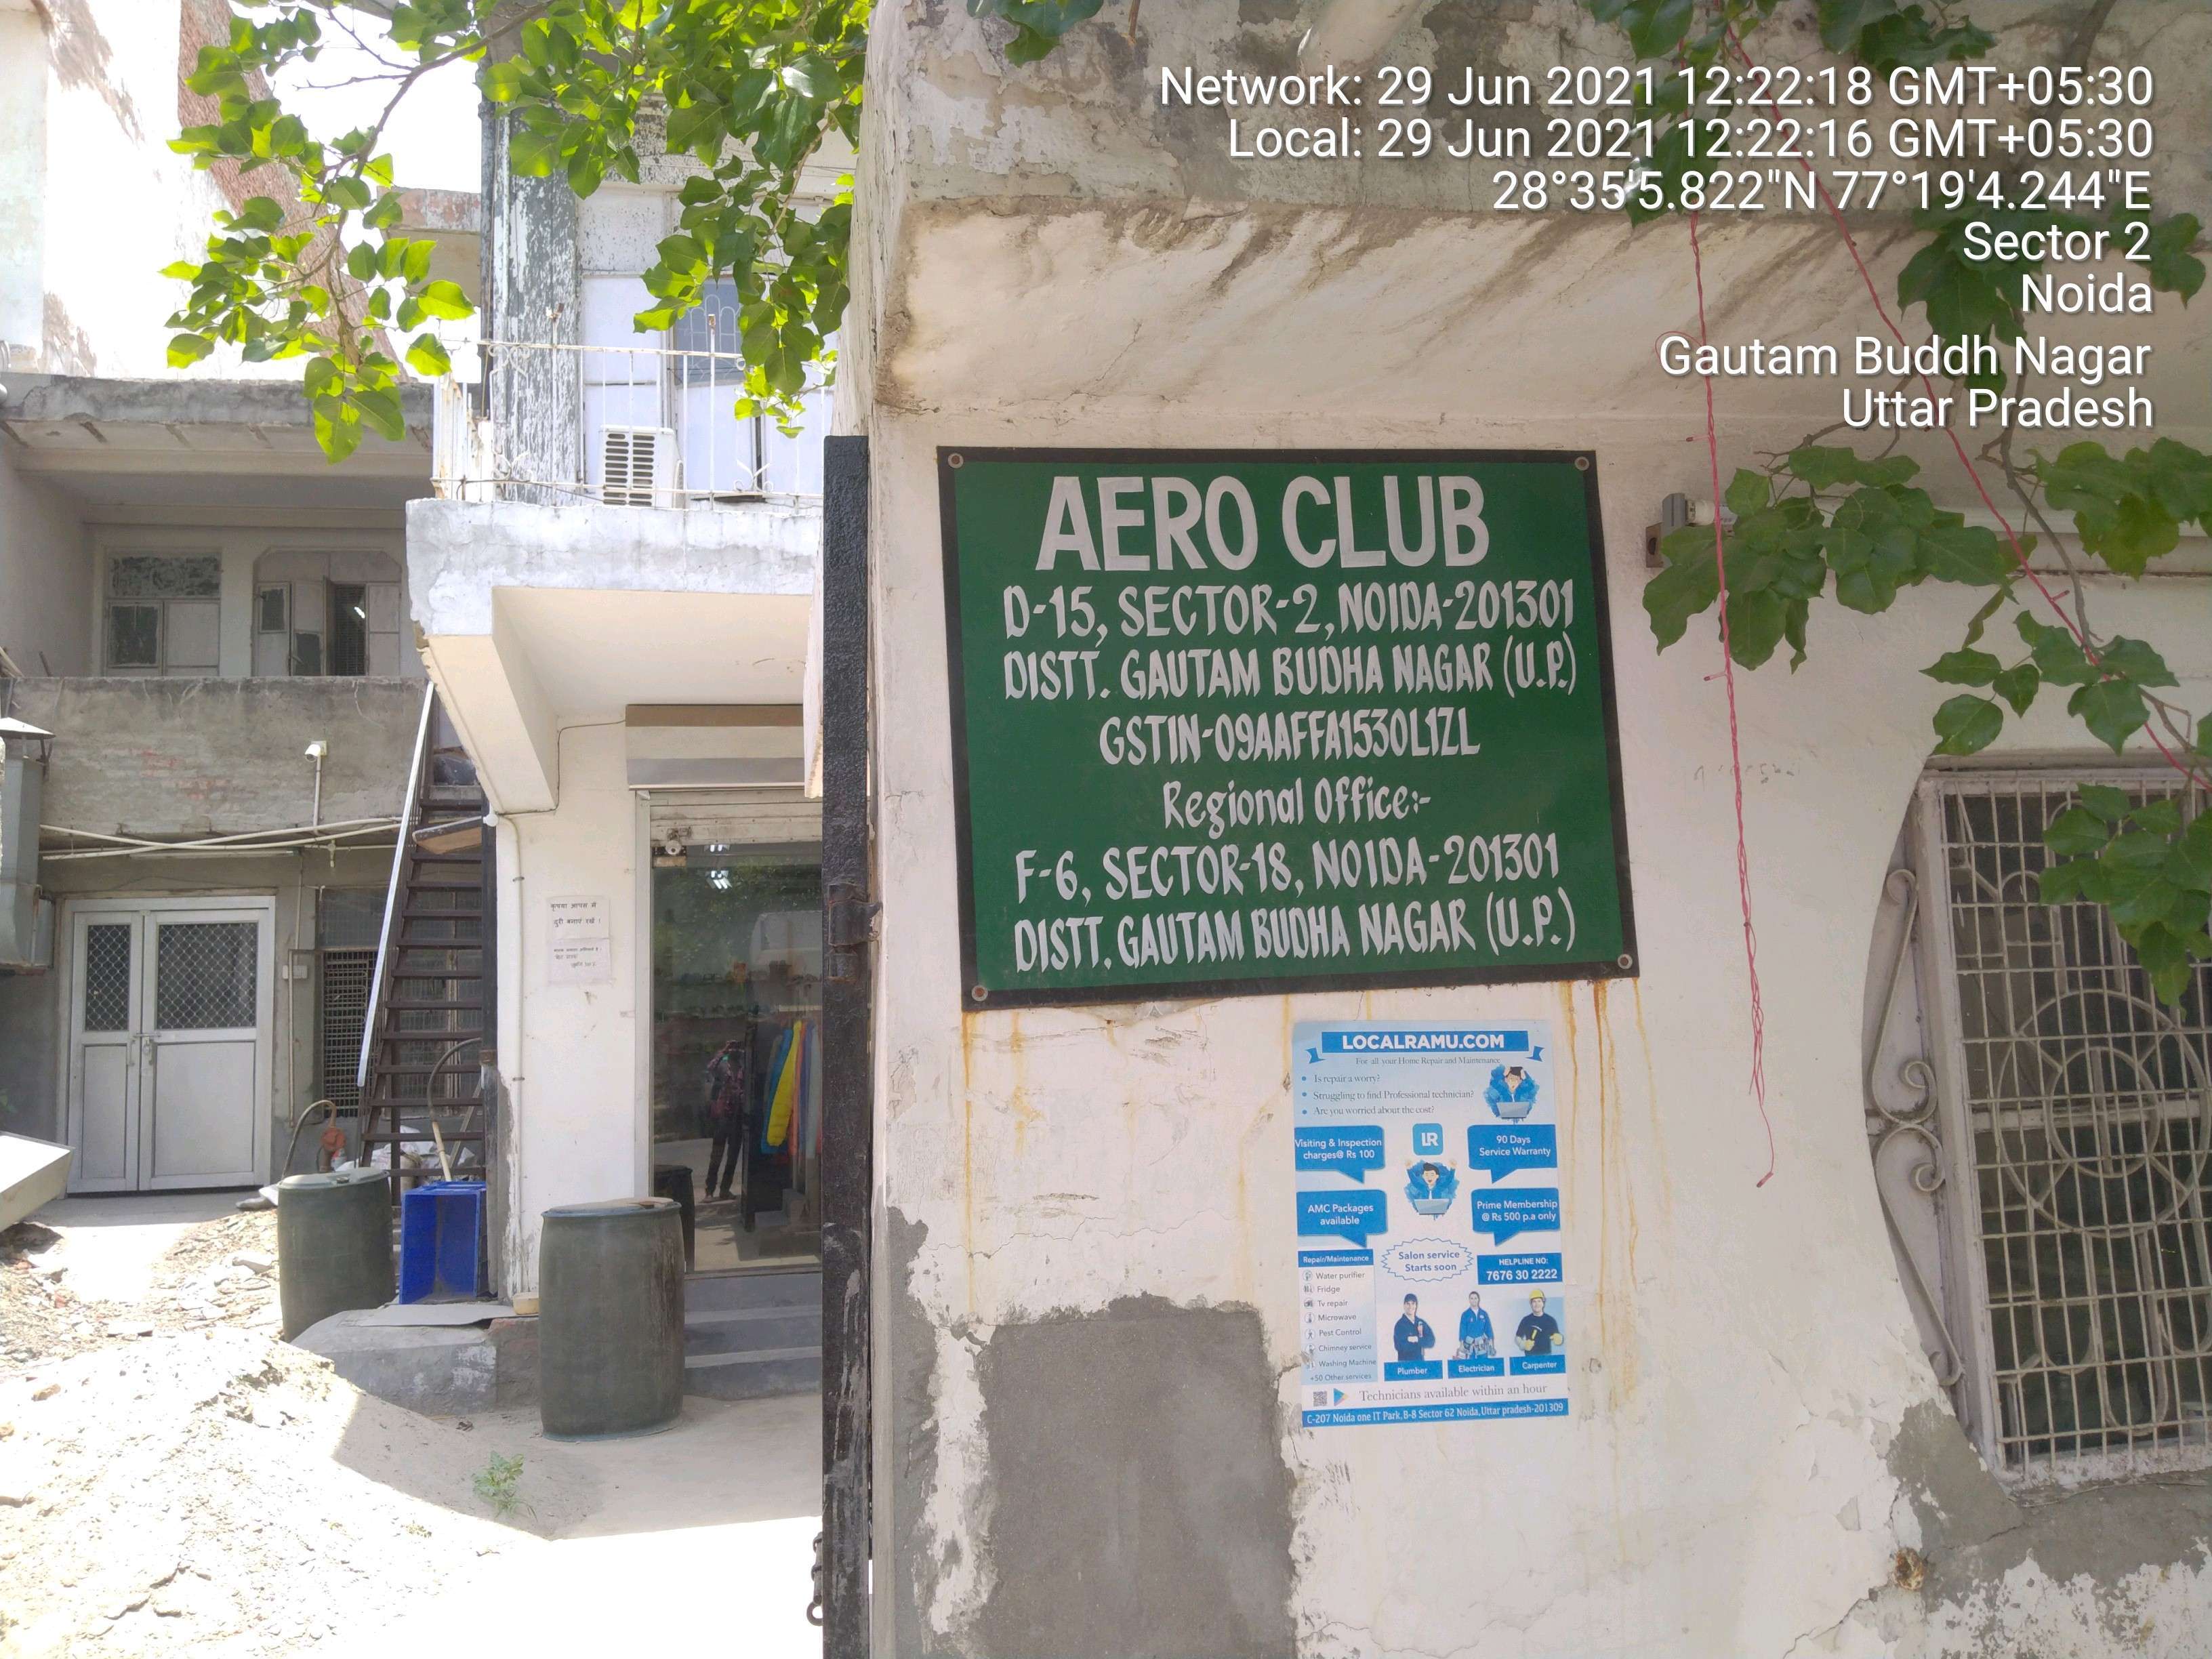 Network: 29 Jun 2021 12:22:18 GMT+05:30
Local: 29 Jun 2021 12:22:16 GMT+05:30
28°35'5.822"N 77°19'4.244"E
Sector 2
Noida
Gautam Buddh Nagar
Uttar Pradesh
AERO CLUB
D-15, SECTOR-2, NOIDA-201301
DISTT. GAUTAM BUDHA NAGAR (U.P.)
GSTIN-09AAFFA1530L1ZL
Regional Office:-
F-6, SECTOR-18, NOIDA-201301
DISTT. GAUTAM BUDHA NAGAR (U.P.)
कृपया आपस में
दूरी बनाएं रखें ।
LOCALRAMU.COM
For all your Home Repair and Maintenance
Is repair a worry?
Struggling to find Professional technician?
Are you worried about the cost?
Visiting & Inspection
charges@ Rs 100
LR
90 Days
Service Warranty
AMC Packages
available
Prime Membership
@ Rs 500 p.a only
Salon service
Starts soon
HELPLINE NO:
7676 30 2222
Repair/Maintenance
Water purifier
Fridge
Tv repair
Microwave
Pest Control
Chimney service
Washing Machine
+50 Other services
Plumber
Electrician
Carpenter
Technicians available within an hour
C-207 Noida one IT Park, B-8 Sector 62 Noida, Uttar pradesh-201309